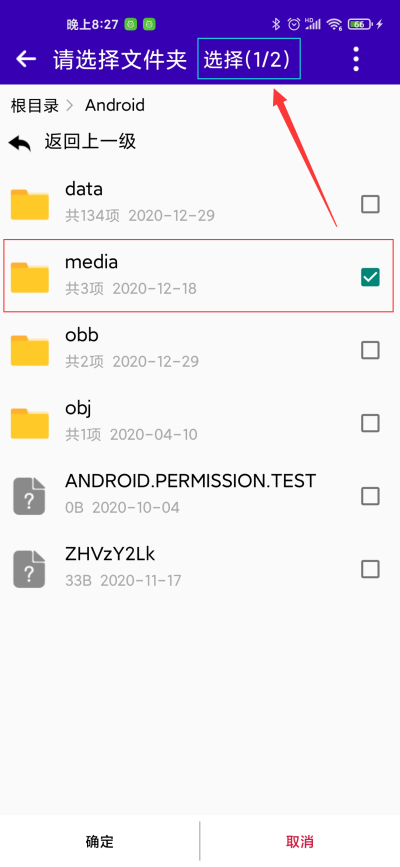 晚上8:27
HD
66
请选择文件夹 选择(1/2)
根目录 > Android
返回上一级
data
共134项 2020-12-29
media
共3项 2020-12-18
obb
共2项 2020-12-29
obj
共1项 2020-04-10
ANDROID.PERMISSION.TEST
0B 2020-10-04
ZHVzY2Lk
33B 2020-11-17
确定
取消